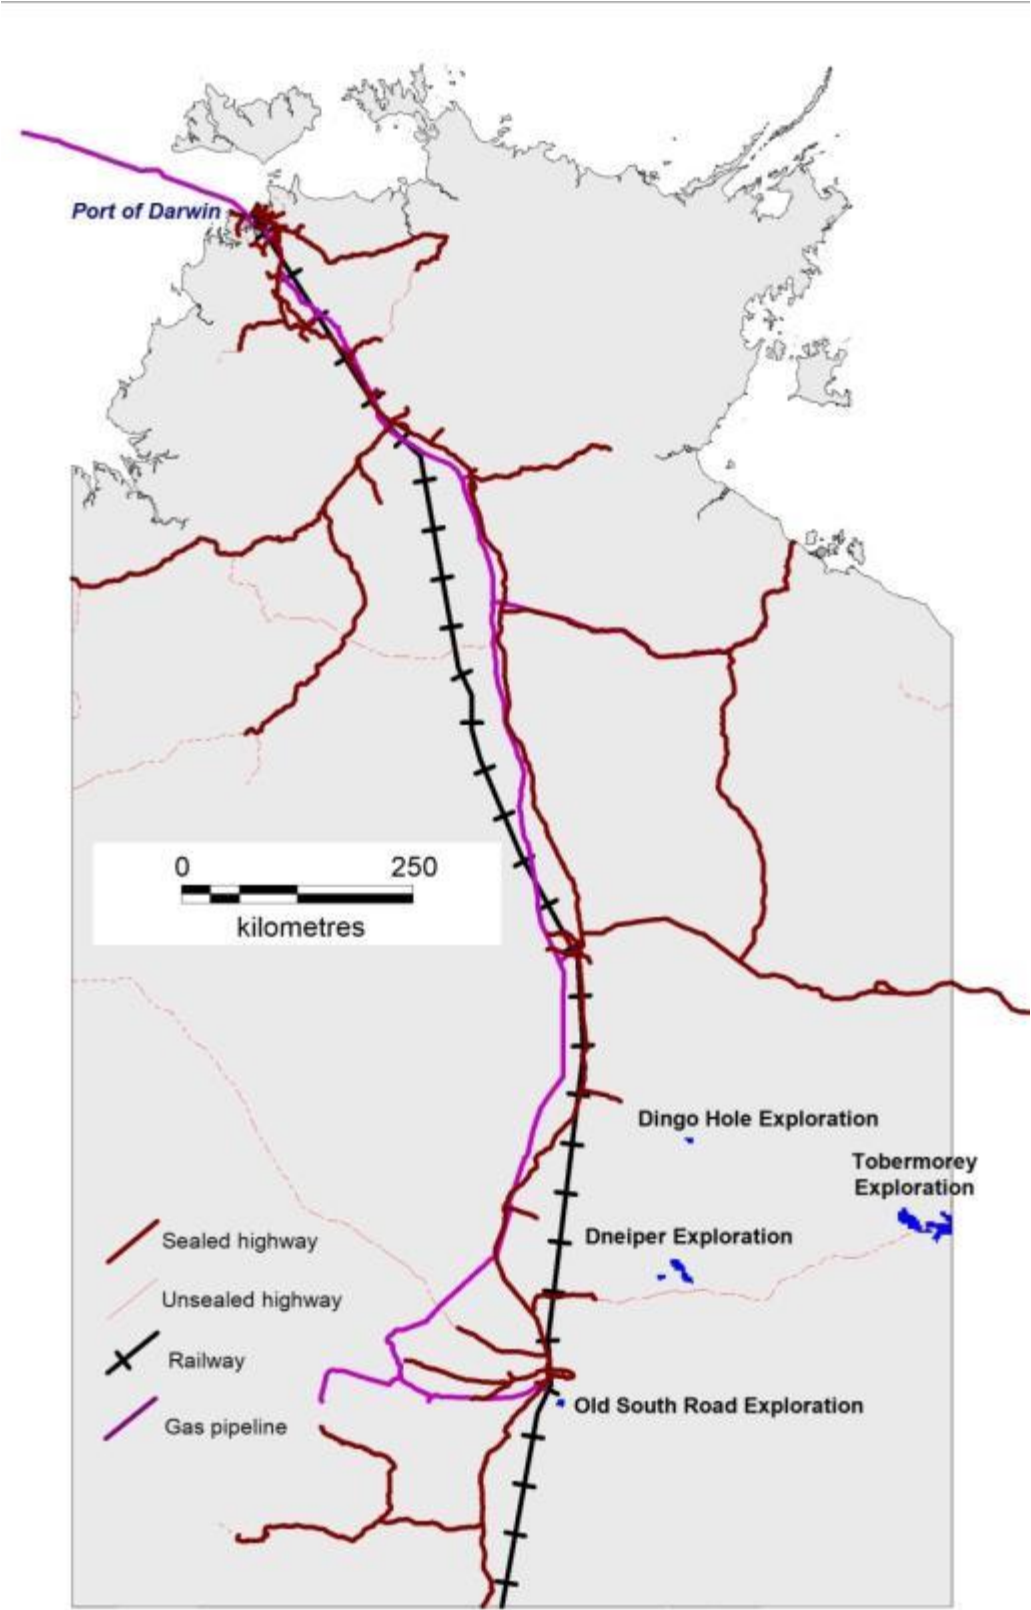 Port of Darwin
0 250
kilometres
Dingo Hole Exploration
Tobermorey
Exploration
Dneiper Exploration
Sealed highway
Unsealed highway
Railway
Old South Road Exploration
Gas pipeline